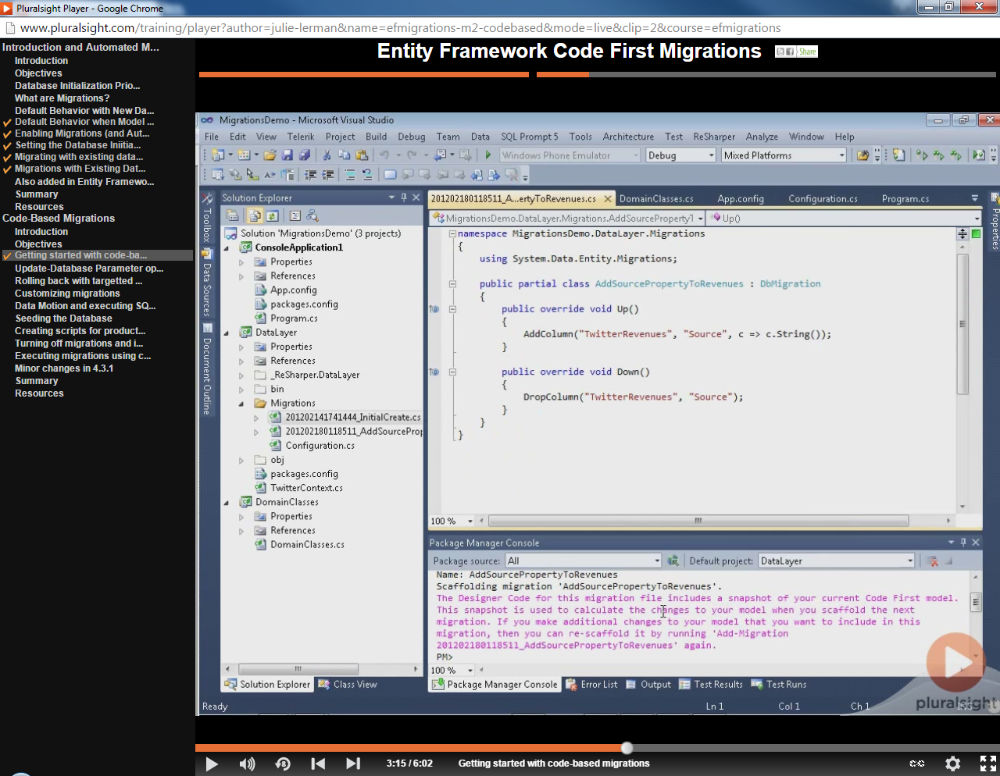 Pluralsight Player - Google Chrome
www.pluralsight.com/training/player?author=julie-lerman&name=efmigrations-m2-codebased&mode=live&clip=2&course=efmigrations
Introduction and Automated M...
Introduction
Objectives
Database Initialization Prio...
What are Migrations?
Default Behavior with New Da...
Default Behavior when Model ...
Enabling Migrations (and Aut...
Setting the Database Iniitia...
Migrating with existing data...
Migrations with Existing Dat...
Also added in Entity Framewo...
Summary
Resources
Code-Based Migrations
Introduction
Objectives
Getting started with code-ba...
Update-Database Parameter op...
Rolling back with targetted ...
Customizing migrations
Data Motion and executing SQ...
Seeding the Database
Creating scripts for product...
Turning off migrations and i...
Executing migrations using c...
Minor changes in 4.3.1
Summary
Resources
Entity Framework Code First Migrations
Share
MigrationsDemo - Microsoft Visual Studio
File Edit View Telerik Project Build Debug Team Data SQL Prompt 5 Tools Architecture Test ReSharper Analyze Window Help
Windows Phone Emulator Debug Mixed Platforms
Toolbox
Data Sources
Document Outline
Solution Explorer
Solution 'MigrationsDemo' (3 projects)
ConsoleApplication1
Properties
References
App.config
packages.config
Program.cs
DataLayer
Properties
References
_ReSharper.DataLayer
bin
Migrations
201202141741444_InitialCreate.cs
201202180118511_AddSourceProp
Configuration.cs
obj
packages.config
TwitterContext.cs
DomainClasses
Properties
References
DomainClasses.cs
Solution Explorer Class View
201202180118511_A...ertyToRevenues.cs DomainClasses.cs App.config Configuration.cs Program.cs
MigrationsDemo.DataLayer.Migrations.AddSourcePropertyT Up()
Properties
namespace MigrationsDemo.DataLayer.Migrations
{
using System.Data.Entity.Migrations;
public partial class AddSourcePropertyToRevenues : DbMigration
{
public override void Up()
{
AddColumn("TwitterRevenues", "Source", c => c.String());
}
public override void Down()
{
DropColumn("TwitterRevenues", "Source");
}
}
}
100 %
Package Manager Console
Package source: All Default project: DataLayer
Name: AddSourcePropertyToRevenues
Scaffolding migration 'AddSourcePropertyToRevenues'.
The Designer Code for this migration file includes a snapshot of your current Code First model.
This snapshot is used to calculate the changes to your model when you scaffold the next
migration. If you make additional changes to your model that you want to include in this
migration, then you can re-scaffold it by running 'Add-Migration
201202180118511_AddSourcePropertyToRevenues' again.
PM>
100 %
Package Manager Console Error List Output Test Results Test Runs
Ready Ln 1 Col 1 Ch 1 INS
pluralsight
3:15 / 6:02 Getting started with code-based migrations
CC